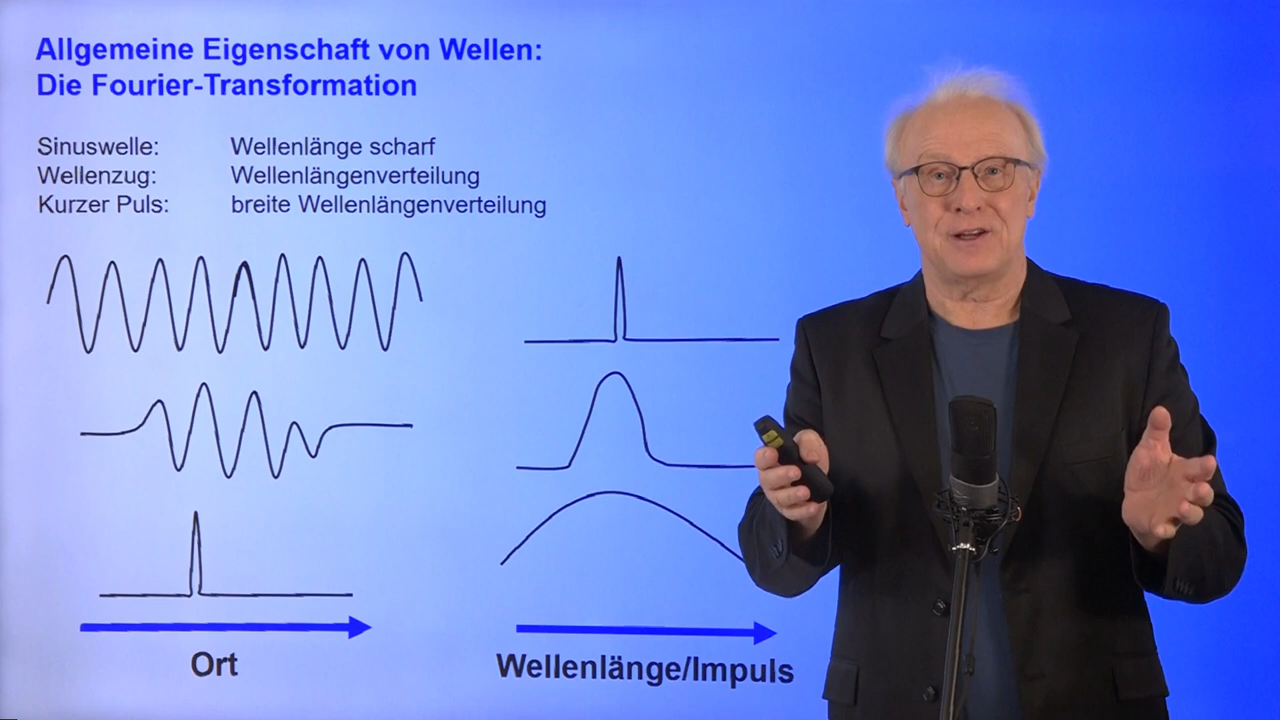 Allgemeine Eigenschaft von Wellen:
Die Fourier-Transformation
Sinuswelle: Wellenlänge scharf
Wellenzug: Wellenlängenverteilung
Kurzer Puls: breite Wellenlängenverteilung
Ort
Wellenlänge/Impuls